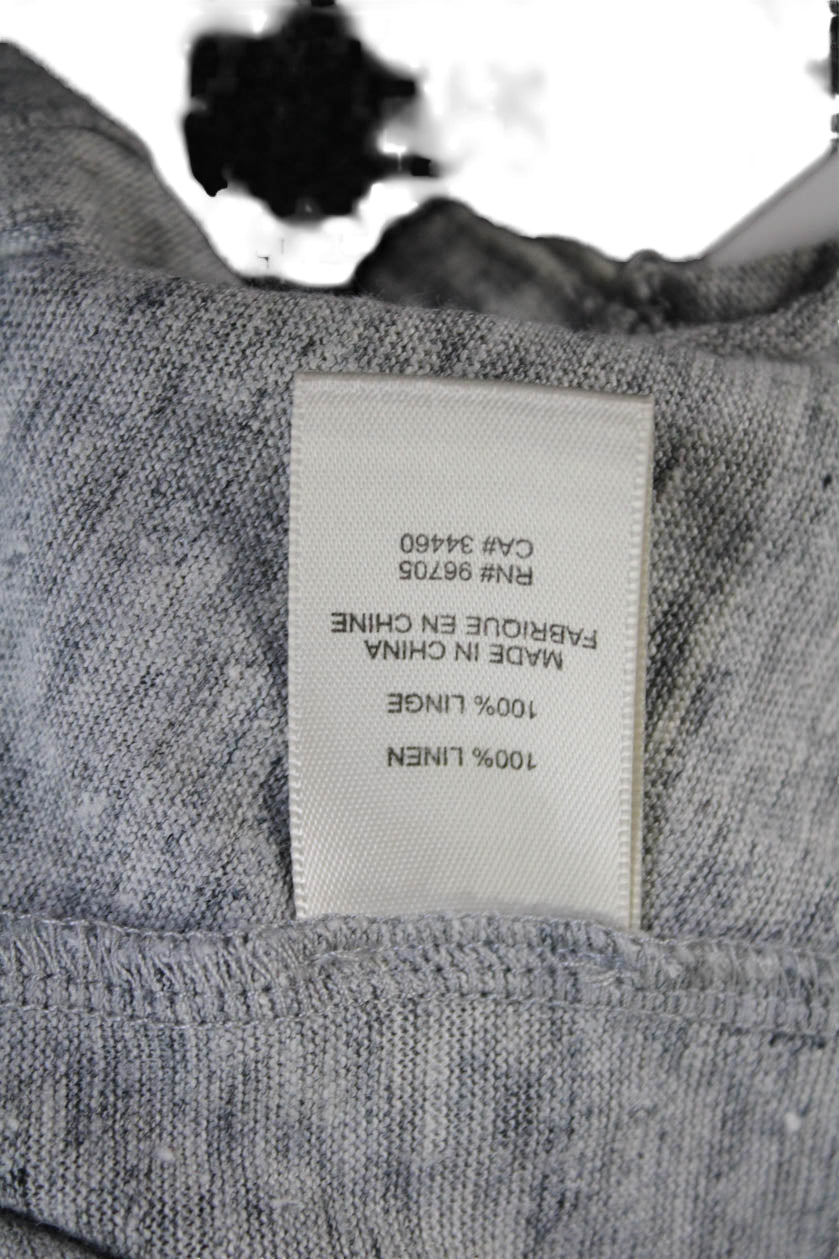 100% LINEN
100% LINGE
MADE IN CHINA
FABRIQUE EN CHINE
RN# 96705
CA# 34460